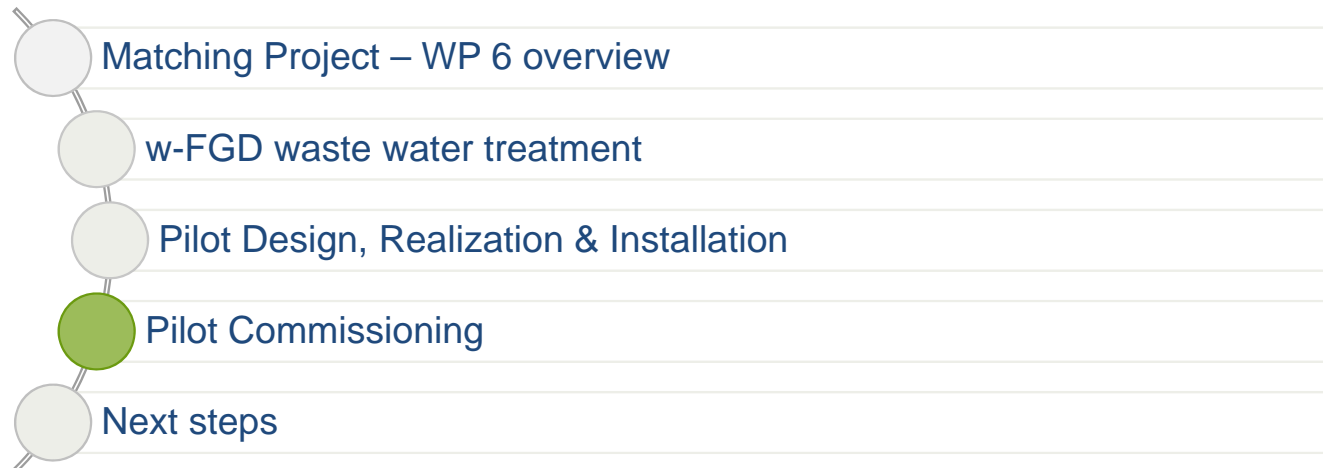 Matching Project – WP 6 overview
w-FGD waste water treatment
Pilot Design, Realization & Installation
Pilot Commissioning
Next steps